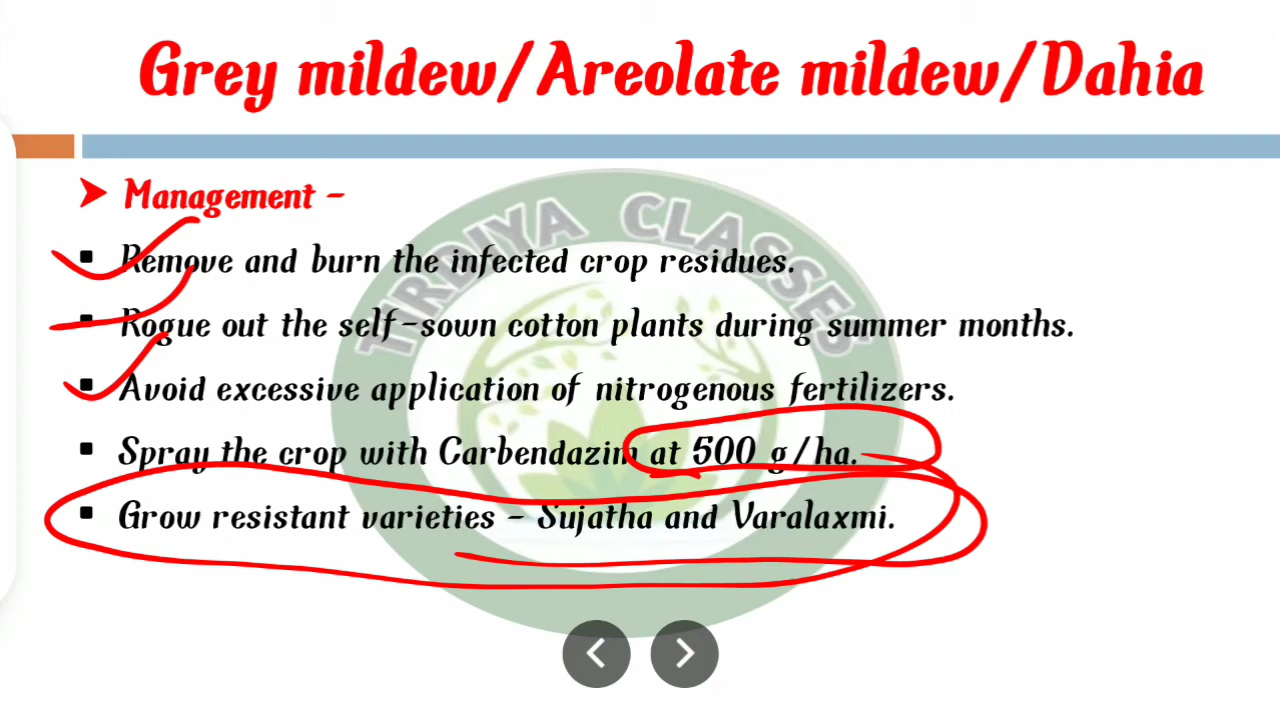 Grey mildew/Areolate mildew/Dahia
➤ Management -
▪ Remove and burn the infected crop residues.
▪ Rogue out the self-sown cotton plants during summer months.
▪ Avoid excessive application of nitrogenous fertilizers.
▪ Spray the crop with Carbendazim at 500 g/ha.
▪ Grow resistant varieties - Sujatha and Varalaxmi.
TIRDIYA CLASSES